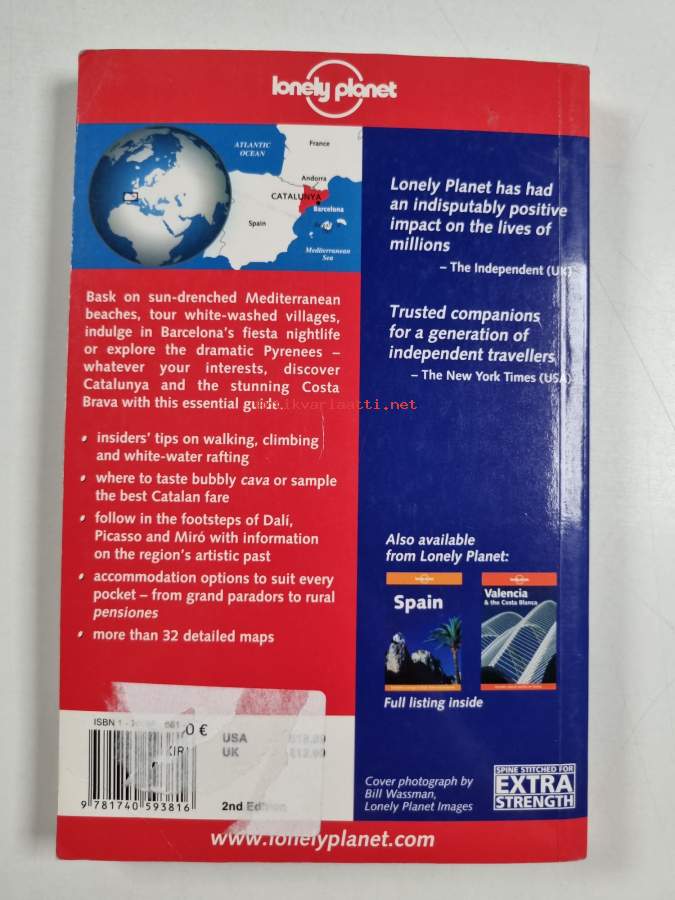 lonely planet
ATLANTIC
OCEAN
France
Andorra
CATALUNYA
Barcelona
Spain
Mediterranean
Sea
Bask on sun-drenched Mediterranean
beaches, tour white-washed villages,
indulge in Barcelona's fiesta nightlife
or explore the dramatic Pyrenees –
whatever your interests, discover
Catalunya and the stunning Costa
Brava with this essential guide.
• insiders' tips on walking, climbing
and white-water rafting
• where to taste bubbly cava or sample
the best Catalan fare
• follow in the footsteps of Dalí,
Picasso and Miró with information
on the region's artistic past
• accommodation options to suit every
pocket – from grand paradors to rural
pensiones
• more than 32 detailed maps
Lonely Planet has had
an indisputably positive
impact on the lives of
millions
– The Independent (UK)
Trusted companions
for a generation of
independent travellers
– The New York Times (USA)
Also available
from Lonely Planet:
Spain
Valencia
& the Costa Blanca
Full listing inside
ISBN 1
0 €
USA
UK
9 781740 593816
2nd Edition
Cover photograph by
Bill Wassman,
Lonely Planet Images
SPINE STITCHED FOR
EXTRA
STRENGTH
www.lonelyplanet.com